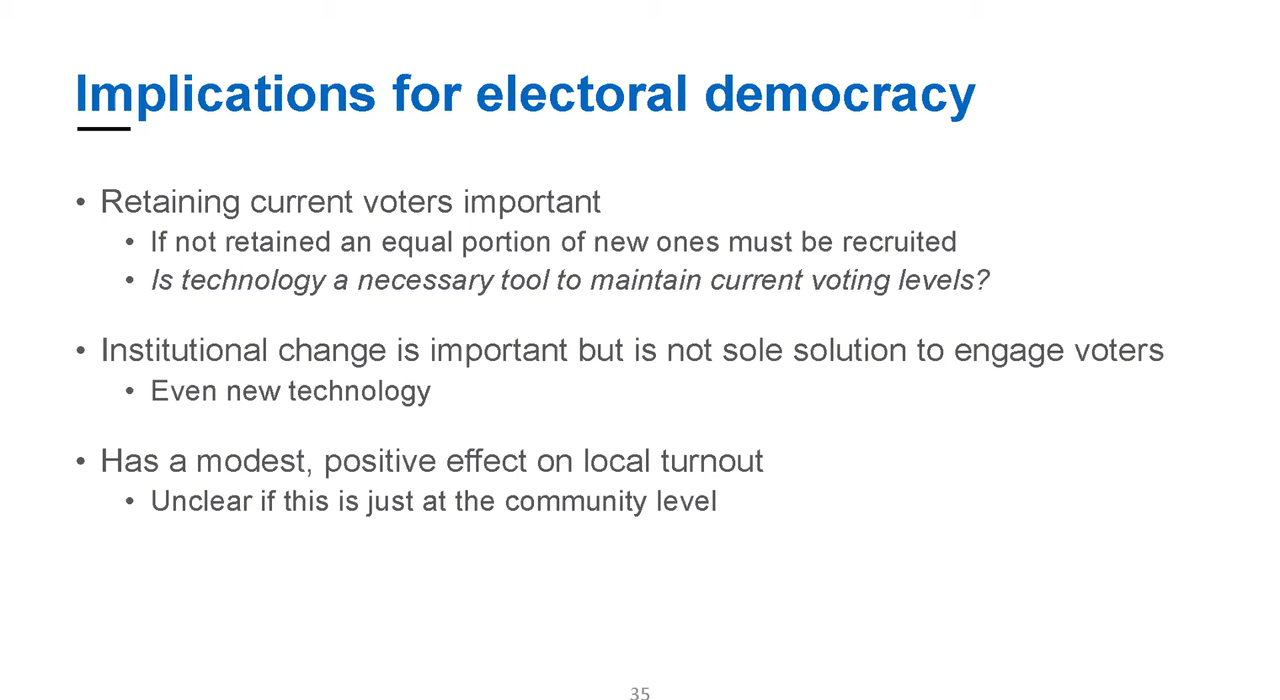 Implications for electoral democracy
• Retaining current voters important
• If not retained an equal portion of new ones must be recruited
• Is technology a necessary tool to maintain current voting levels?
• Institutional change is important but is not sole solution to engage voters
• Even new technology
• Has a modest, positive effect on local turnout
• Unclear if this is just at the community level
35